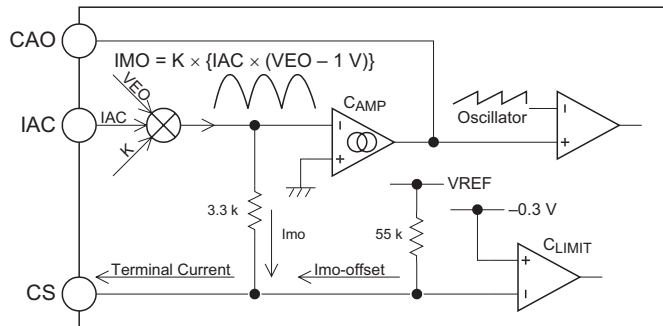 CAO
IMO = K × {IAC × (VEO – 1 V)}
VEO
IAC
IAC
K
CAMP
Oscillator
VREF
–0.3 V
3.3 k
Imo
55 k
CLIMIT
Terminal Current
Imo-offset
CS